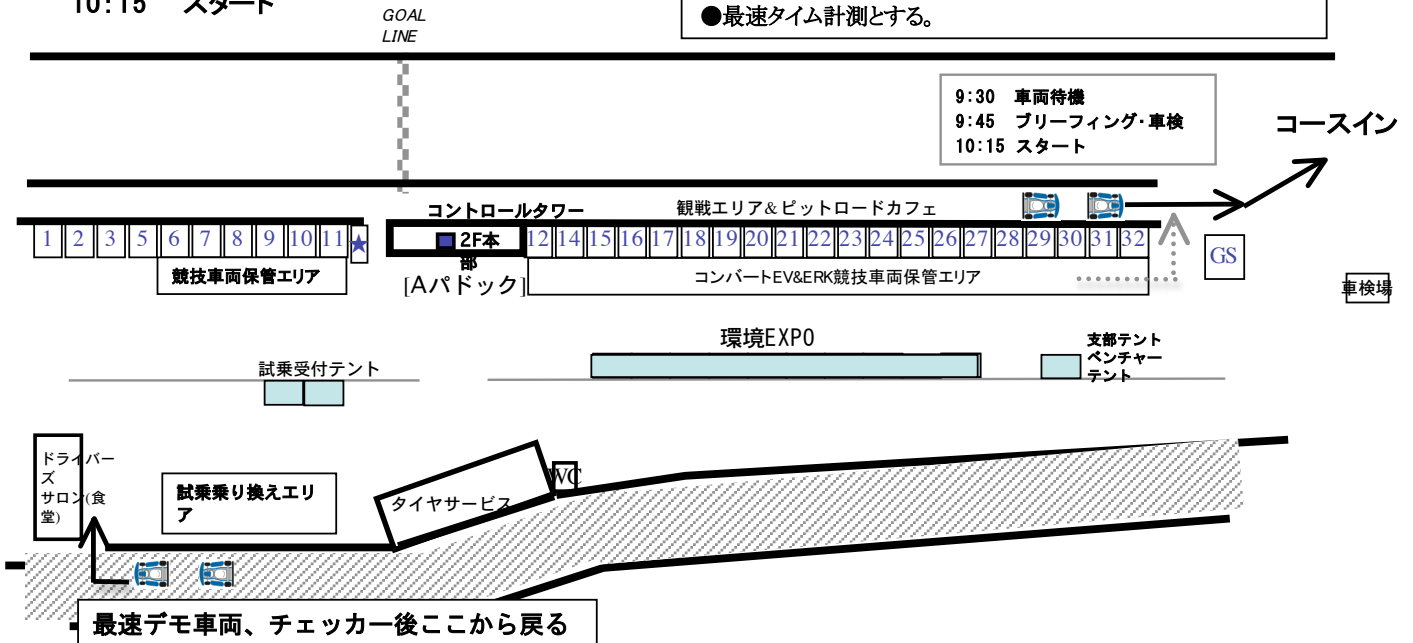 10:15 スタート
●最速タイム計測とする。
GOAL
LINE
9:30 車両待機
9:45 ブリーフィング・車検
10:15 スタート
コースイン
コントロールタワー
観戦エリア&ピットロードカフェ
1 2 3 5 6 7 8 9 10 11 ★
2F本
部
12 14 15 16 17 18 19 20 21 22 23 24 25 26 27 28 29 30 31 32
GS
競技車両保管エリア
[Aパドック]
コンバートEV&ERK競技車両保管エリア
車検場
環境EXPO
支部テント
ベンチャー
テント
試乗受付テント
ドライバー
ズ
サロン(食
堂)
試乗乗り換えエリ
ア
タイヤサービス
WC
最速デモ車両、チェッカー後ここから戻る